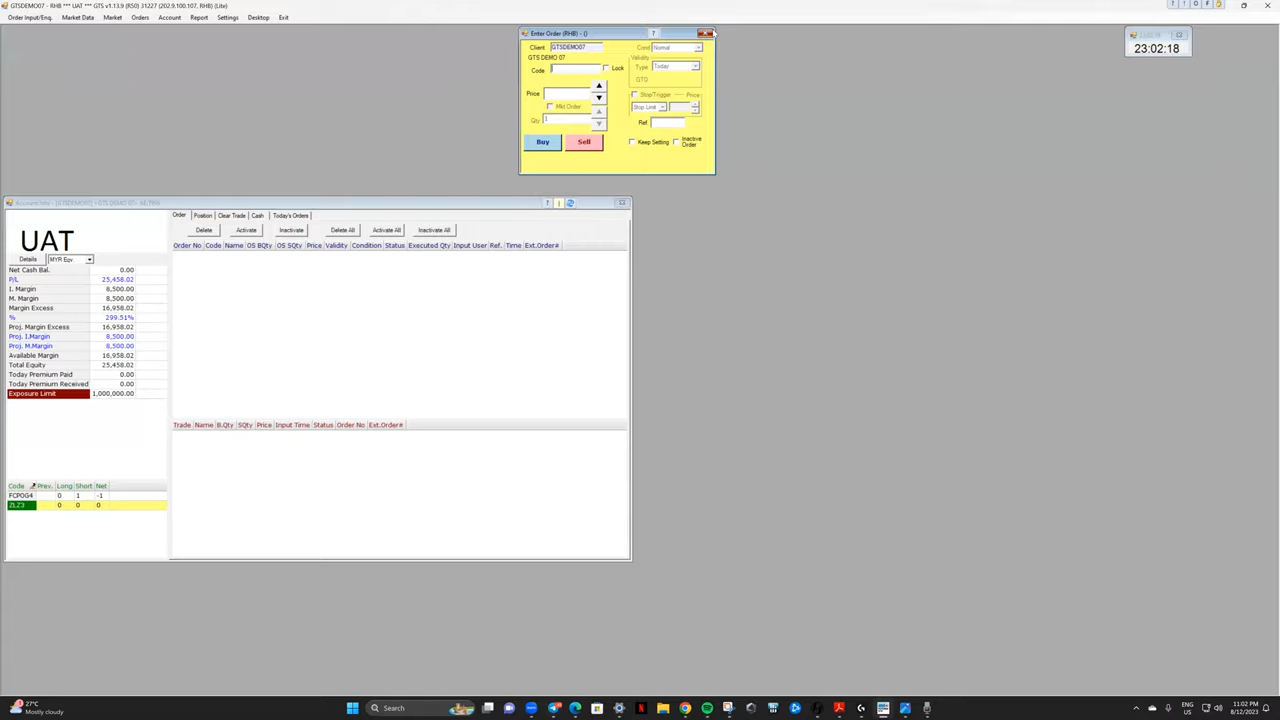 GTSDEMO07 - RHB *** UAT *** GTS v1.13.9 (R50) 31227 (202.9.100.107, RHB) (Lite)
Order Input/Enq. Market Data Market Orders Account Report Settings Desktop Exit
Enter Order (RHB) - () ?
Client GTSDEMO07 Cond Normal
GTS DEMO 07 Validity
Code Lock Type Today
GTD
Price Stop/Trigger Price
Mkt Order Stop Limit
Qty 1 Ref.
Buy Sell Keep Setting Inactive Order
23:02:18
23:02:18
Order Position Clear Trade Cash Today's Orders
Delete Activate Inactivate Delete All Activate All Inactivate All
UAT
Order No Code Name OS BQty OS SQty Price Validity Condition Status Executed Qty Input User Ref. Time Ext.Order#
Details MYR Eqv.
Net Cash Bal. 0.00
P/L 25,458.02
I. Margin 8,500.00
M. Margin 8,500.00
Margin Excess 16,958.02
% 299.51%
Proj. Margin Excess 16,958.02
Proj. I.Margin 8,500.00
Proj. M.Margin 8,500.00
Available Margin 16,958.02
Total Equity 25,458.02
Today Premium Paid 0.00
Today Premium Received 0.00
Exposure Limit 1,000,000.00
Trade Name B.Qty SQty Price Input Time Status Order No Ext.Order#
Code Prev. Long Short Net
FCPOG4 0 1 -1
ZLZ3 0 0 0
27°C
Mostly cloudy
Search
ENG
US
11:02 PM
8/12/2023